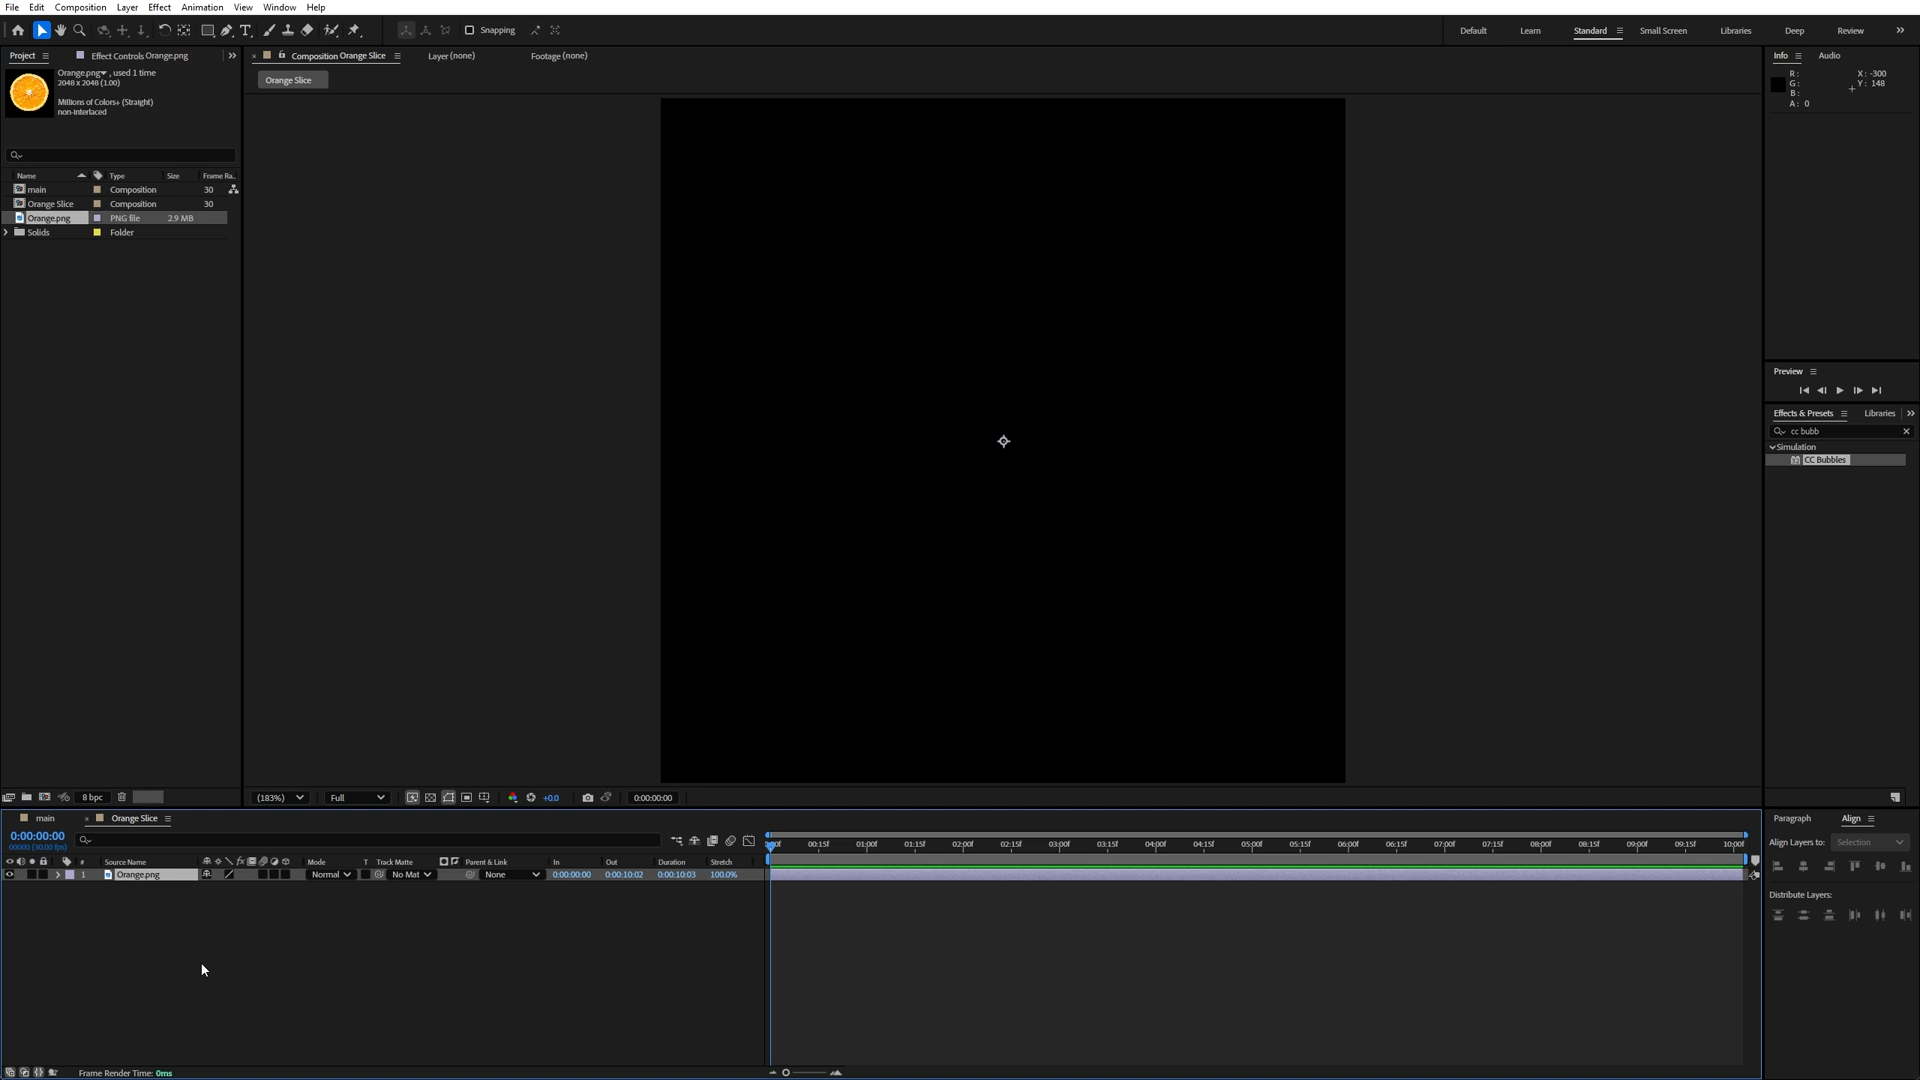 File Edit Composition Layer Effect Animation View Window Help
Snapping
Default Learn Standard Small Screen Libraries Deep Review
Project Effect Controls Orange.png
Composition Orange Slice Layer (none) Footage (none)
Info Audio
Orange.png, used 1 time
2048 x 2048 (1.00)
Millions of Colors+ (Straight)
non-interlaced
Orange Slice
R:
G:
B:
A: 0
X: -300
Y: 148
Name Type Size Frame Ra..
main Composition 30
Orange Slice Composition 30
Orange.png PNG file 2.9 MB
Solids Folder
Preview
Effects & Presets Libraries
cc bubb
Simulation
CC Bubbles
8 bpc
(183%) Full +0.0 0:00:00:00
main Orange Slice
0:00:00:00
00000 (30.00 fps)
00:15f 01:00f 01:15f 02:00f 02:15f 03:00f 03:15f 04:00f 04:15f 05:00f 05:15f 06:00f 06:15f 07:00f 07:15f 08:00f 08:15f 09:00f 09:15f 10:00f
# Source Name Mode T Track Matte Parent & Link In Out Duration Stretch
1 Orange.png Normal No Mat None 0:00:00:00 0:00:10:02 0:00:10:03 100.0%
Paragraph Align
Align Layers to: Selection
Distribute Layers:
Frame Render Time: 0ms